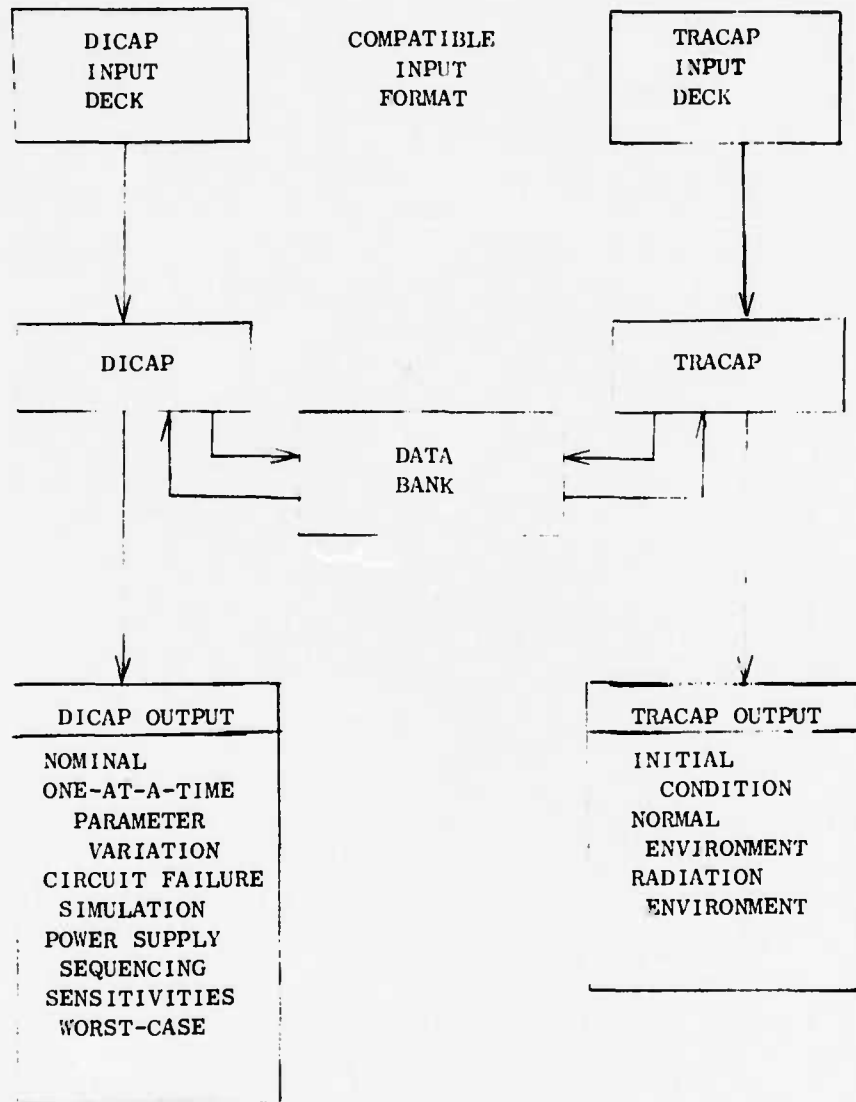 DICAP
INPUT
DECK
COMPATIBLE
INPUT
FORMAT
TRACAP
INPUT
DECK
DICAP
TRACAP
DATA
BANK
DICAP OUTPUT
NOMINAL
ONE-AT-A-TIME
PARAMETER
VARIATION
CIRCUIT FAILURE
SIMULATION
POWER SUPPLY
SEQUENCING
SENSITIVITIES
WORST-CASE
TRACAP OUTPUT
INITIAL
CONDITION
NORMAL
ENVIRONMENT
RADIATION
ENVIRONMENT